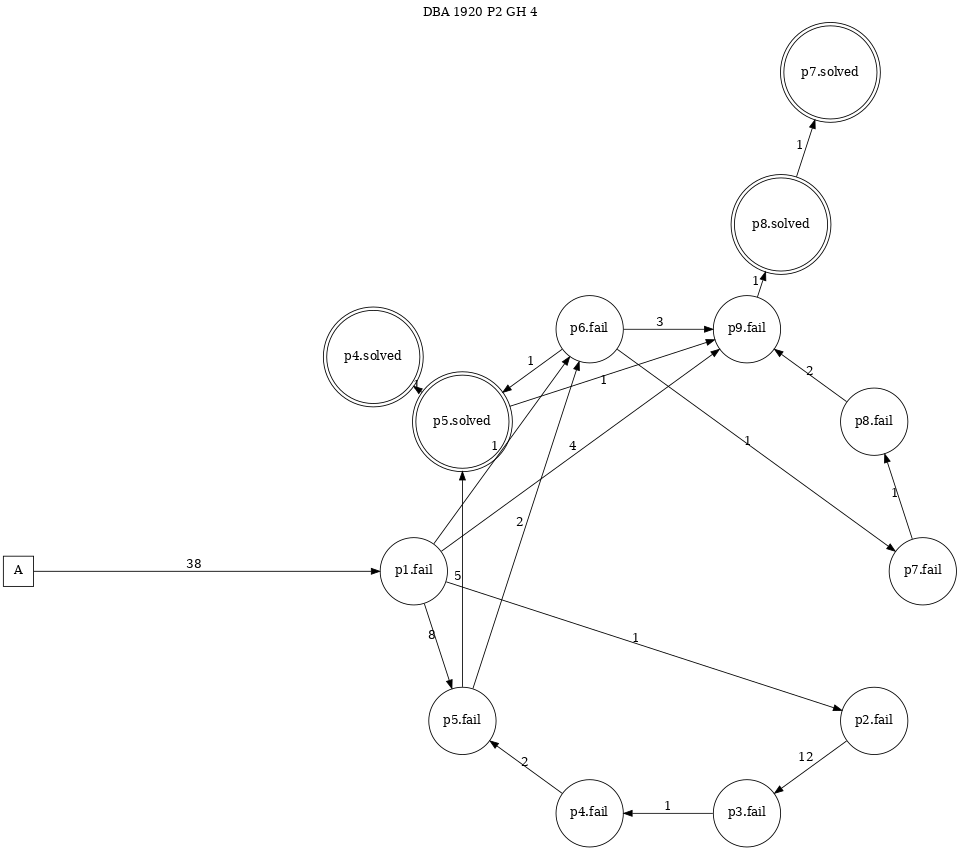 DBA 1920 P2 GH 4
p7.solved
1
p8.solved
1
p6.fail
3
p9.fail
p4.solved
1
1
2
1
p5.solved
p8.fail
1
4
1
1
2
A
38
p1.fail
5
p7.fail
8
1
p5.fail
p2.fail
2
12
p4.fail
1
p3.fail